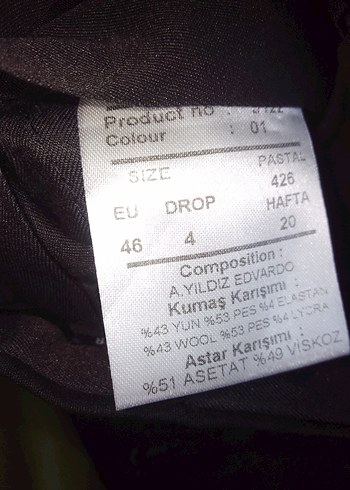 Product no :
Colour : 01
SIZE PASTAL
426
EU DROP HAFTA
46 4 20
Composition :
A.YILDIZ EDVARDO
Kumaş Karışımı :
%43 YUN %53 PES %4 ELASTAN
%43 WOOL %53 PES %4 LYCRA
Astar Karışımı :
%51 ASETAT %49 VISKOZ